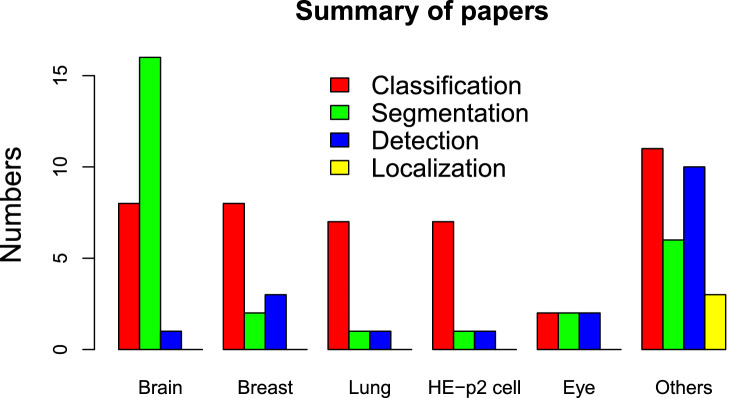 Summary of papers
Numbers
15
10
5
0
Classification
Segmentation
Detection
Localization
Brain Breast Lung HE−p2 cell Eye Others